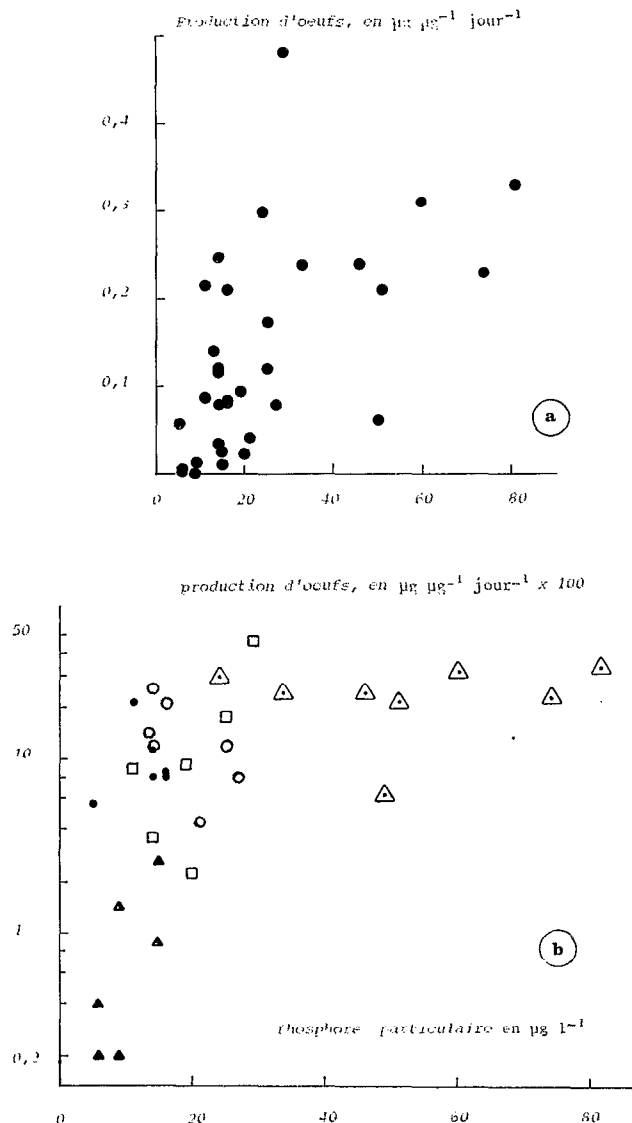 Production d'oeufs, en µg µg⁻¹ jour⁻¹
0,4
0,3
0,2
0,1
a
0 20 40 60 80
production d'oeufs, en µg µg⁻¹ jour⁻¹ x 100
50
10
1
b
Phosphore particulaire en µg l⁻¹
0,2
0 20 40 60 80